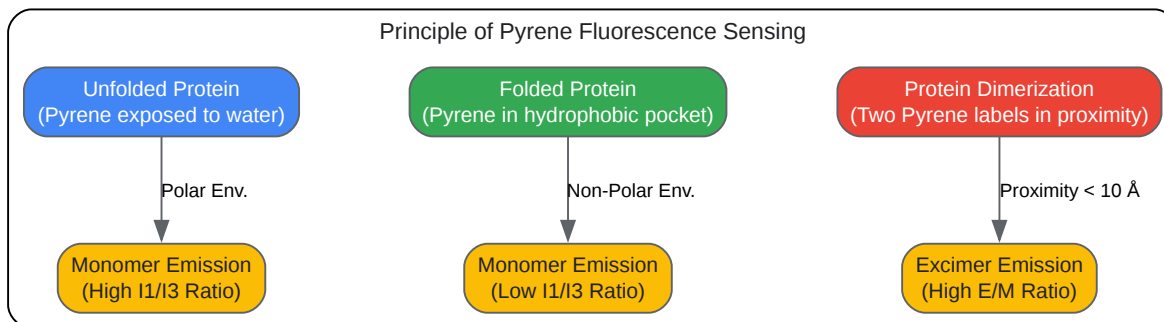 Principle of Pyrene Fluorescence Sensing
Unfolded Protein
(Pyrene exposed to water)
Folded Protein
(Pyrene in hydrophobic pocket)
Protein Dimerization
(Two Pyrene labels in proximity)
Polar Env.
Non-Polar Env.
Proximity < 10 Å
Monomer Emission
(High I1/I3 Ratio)
Monomer Emission
(Low I1/I3 Ratio)
Excimer Emission
(High E/M Ratio)